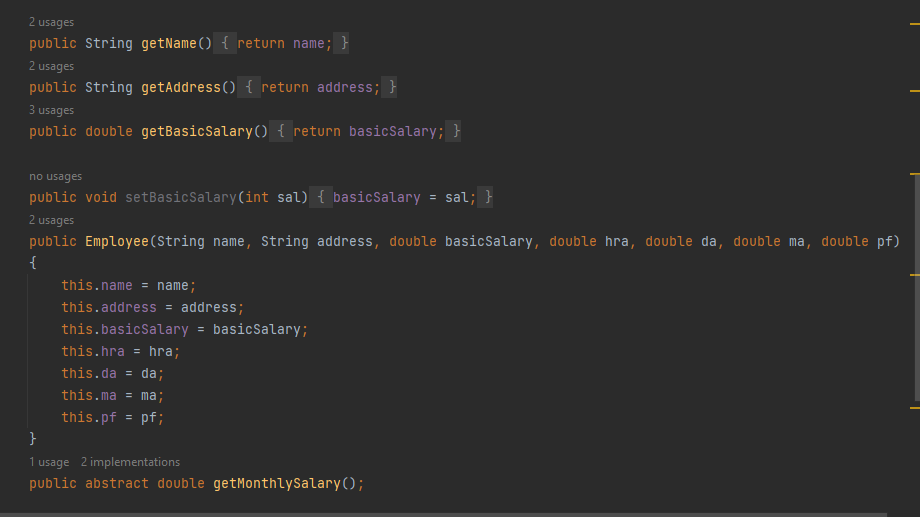 2 usages
public String getName() { return name; }
2 usages
public String getAddress() { return address; }
3 usages
public double getBasicSalary() { return basicSalary; }
no usages
public void setBasicSalary(int sal) { basicSalary = sal; }
2 usages
public Employee(String name, String address, double basicSalary, double hra, double da, double ma, double pf)
{
this.name = name;
this.address = address;
this.basicSalary = basicSalary;
this.hra = hra;
this.da = da;
this.ma = ma;
this.pf = pf;
}
1 usage 2 implementations
public abstract double getMonthlySalary();